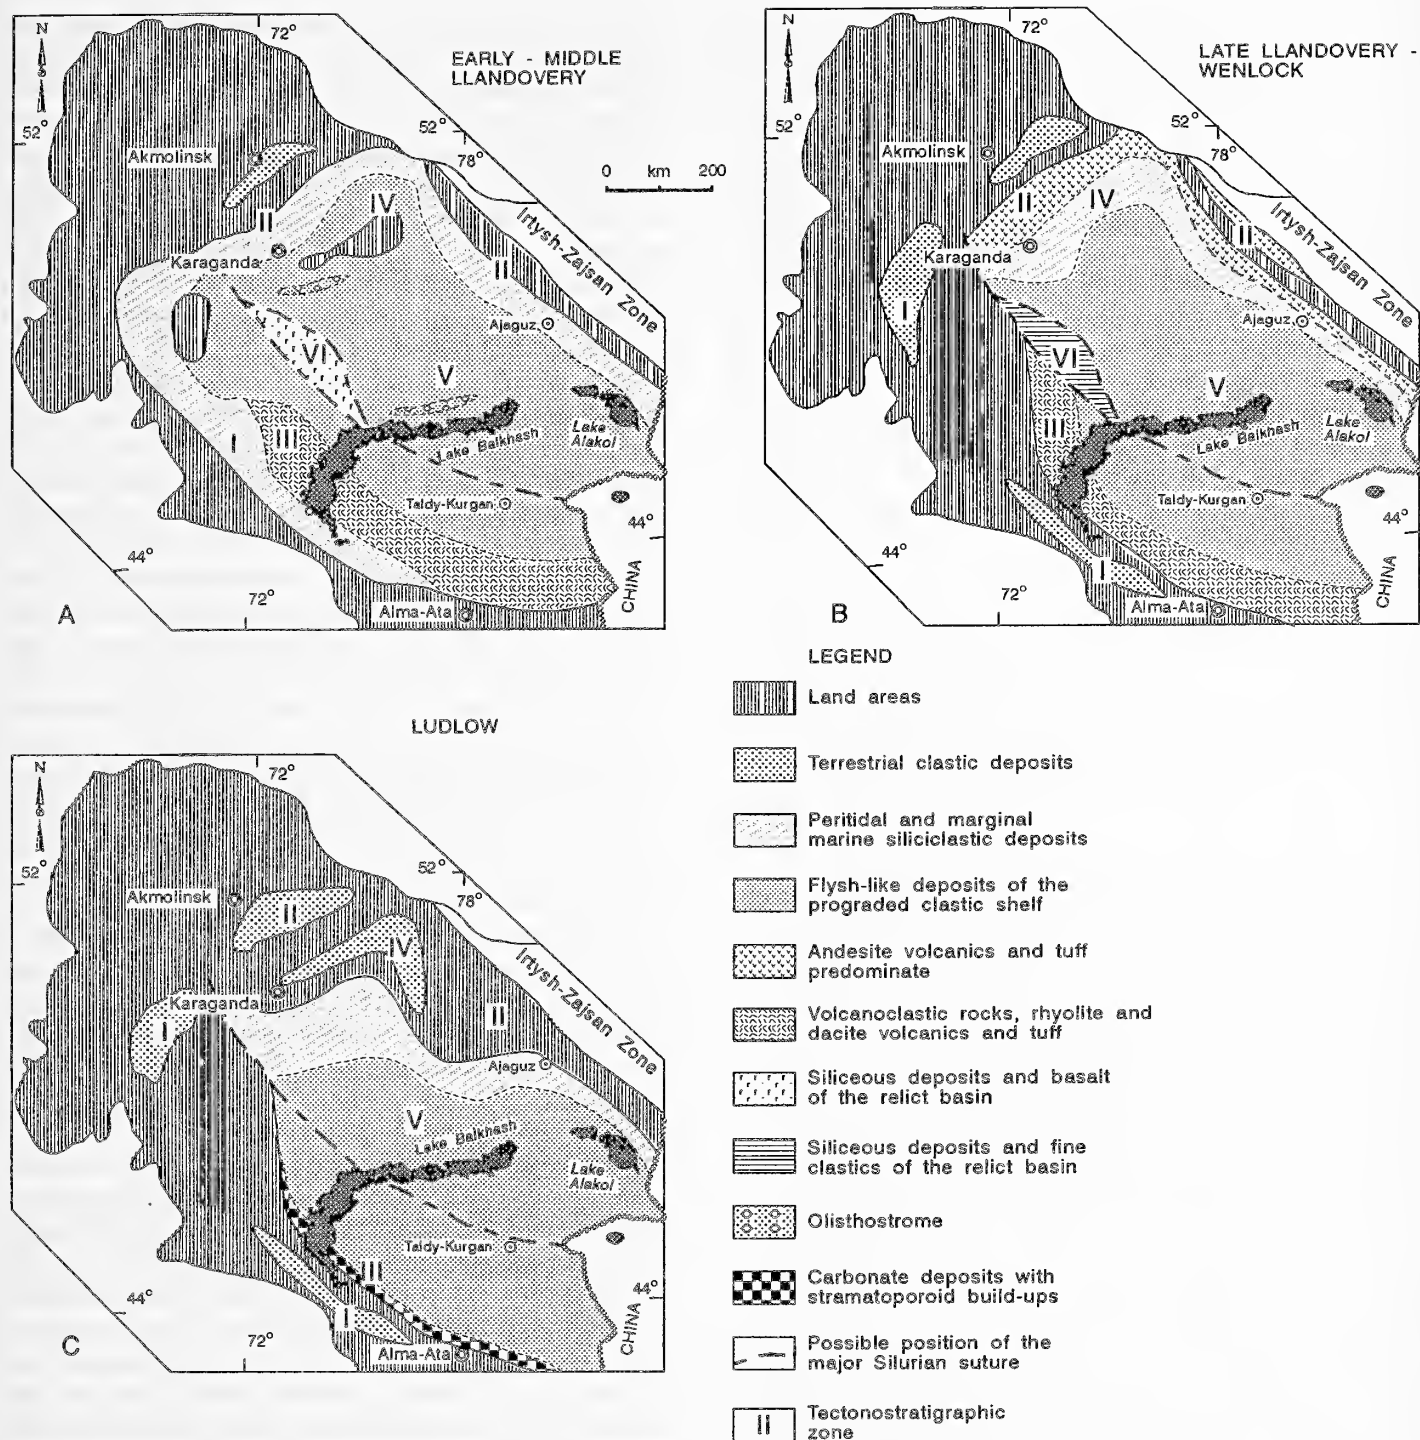 N
72°
EARLY - MIDDLE
LLANDOVERY
52°
52°
78°
Akmolinsk
0 km 200
II
IV
Karaganda
II
Irtysh-Zajsan Zone
Ajaguz
VI
V
I
III
Lake Balkhash
Lake
Alakol
Taldy-Kurgan
44°
44°
72°
Alma-Ata
CHINA
A
N
72°
LATE LLANDOVERY -
WENLOCK
52°
52°
78°
Akmolinsk
II
IV
Karaganda
II
Irtysh-Zajsan Zone
I
Ajaguz
VI
V
III
Lake Balkhash
Lake
Alakol
Taldy-Kurgan
44°
44°
I
72°
Alma-Ata
CHINA
B
LUDLOW
N
72°
52°
52°
78°
Akmolinsk
II
IV
Karaganda
I
II
Irtysh-Zajsan Zone
Ajaguz
V
Lake Balkhash
Lake
Alakol
Taldy-Kurgan
III
44°
44°
I
72°
Alma-Ata
CHINA
C
LEGEND
Land areas
Terrestrial clastic deposits
Peritidal and marginal
marine siliciclastic deposits
Flysh-like deposits of the
prograded clastic shelf
Andesite volcanics and tuff
predominate
Volcanoclastic rocks, rhyolite and
dacite volcanics and tuff
Siliceous deposits and basalt
of the relict basin
Siliceous deposits and fine
clastics of the relict basin
Olisthostrome
Carbonate deposits with
stramatoporoid build-ups
Possible position of the
major Silurian suture
II
Tectonostratigraphic
zone